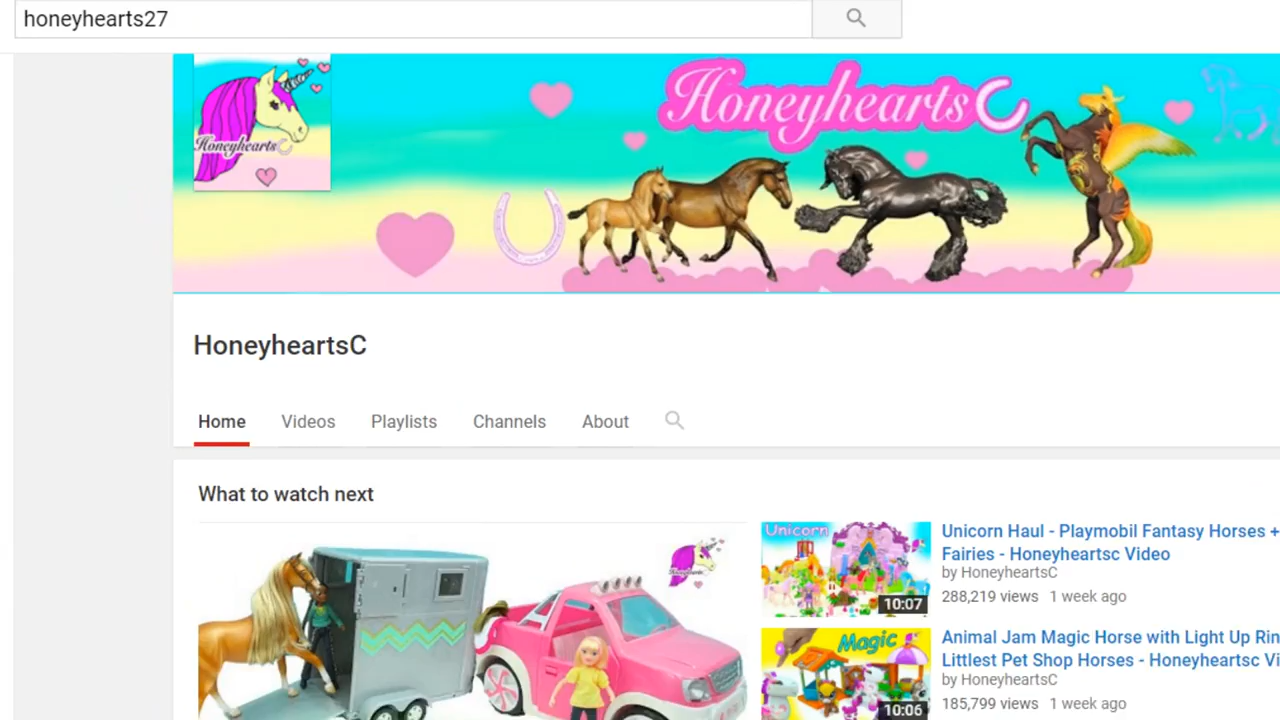 honeyhearts27
HoneyheartsC
HoneyheartsC
HoneyheartsC
Home Videos Playlists Channels About
What to watch next
Unicorn
10:07
Unicorn Haul - Playmobil Fantasy Horses +
Fairies - Honeyheartsc Video
by HoneyheartsC
288,219 views 1 week ago
Magic
10:06
Animal Jam Magic Horse with Light Up Rin
Littlest Pet Shop Horses - Honeyheartsc Vi
by HoneyheartsC
185,799 views 1 week ago